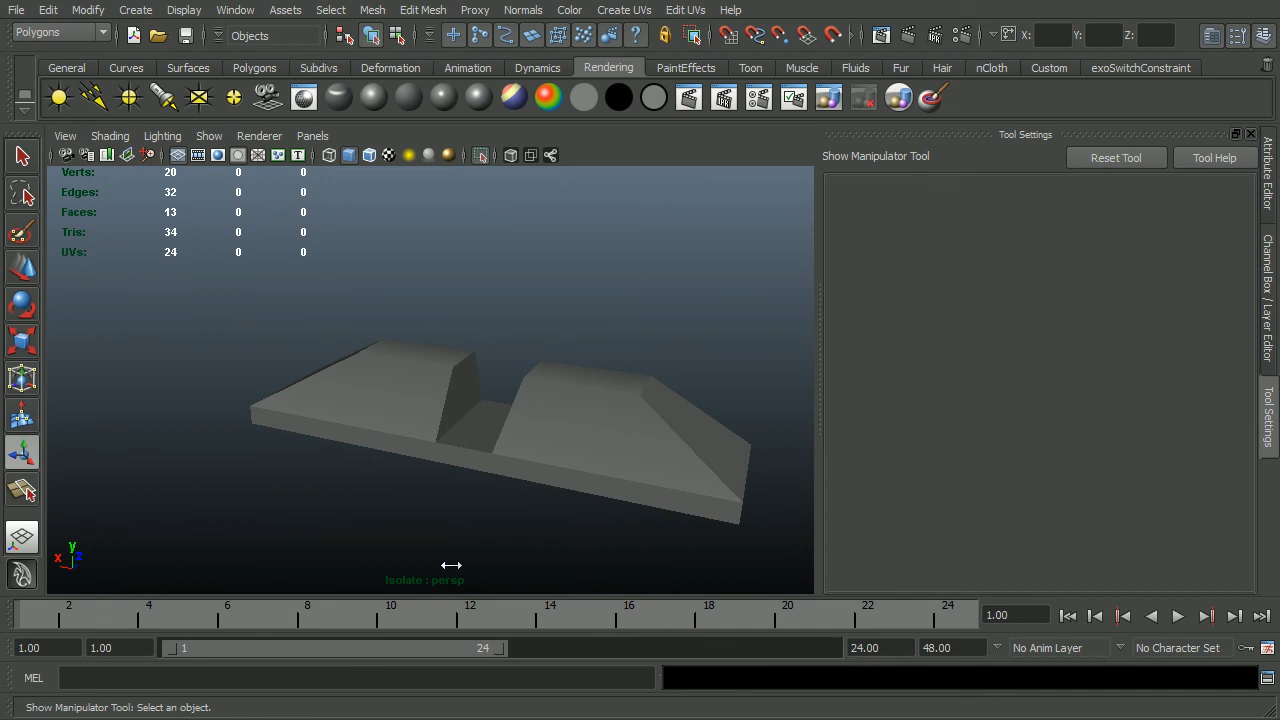 File Edit Modify Create Display Window Assets Select Mesh Edit Mesh Proxy Normals Color Create UVs Edit UVs Help
Polygons Objects X: Y: Z:
General Curves Surfaces Polygons Subdivs Deformation Animation Dynamics Rendering PaintEffects Toon Muscle Fluids Fur Hair nCloth Custom exoSwitchConstraint
View Shading Lighting Show Renderer Panels
Tool Settings
Show Manipulator Tool Reset Tool Tool Help
Verts: 20 0 0
Edges: 32 0 0
Faces: 13 0 0
Tris: 34 0 0
UVs: 24 0 0
Attribute Editor
Channel Box / Layer Editor
Tool Settings
y
x z
Isolate : persp
2 4 6 8 10 12 14 16 18 20 22 24 1.00
1.00 1.00 1 24 24.00 48.00 No Anim Layer No Character Set
MEL
Show Manipulator Tool: Select an object.